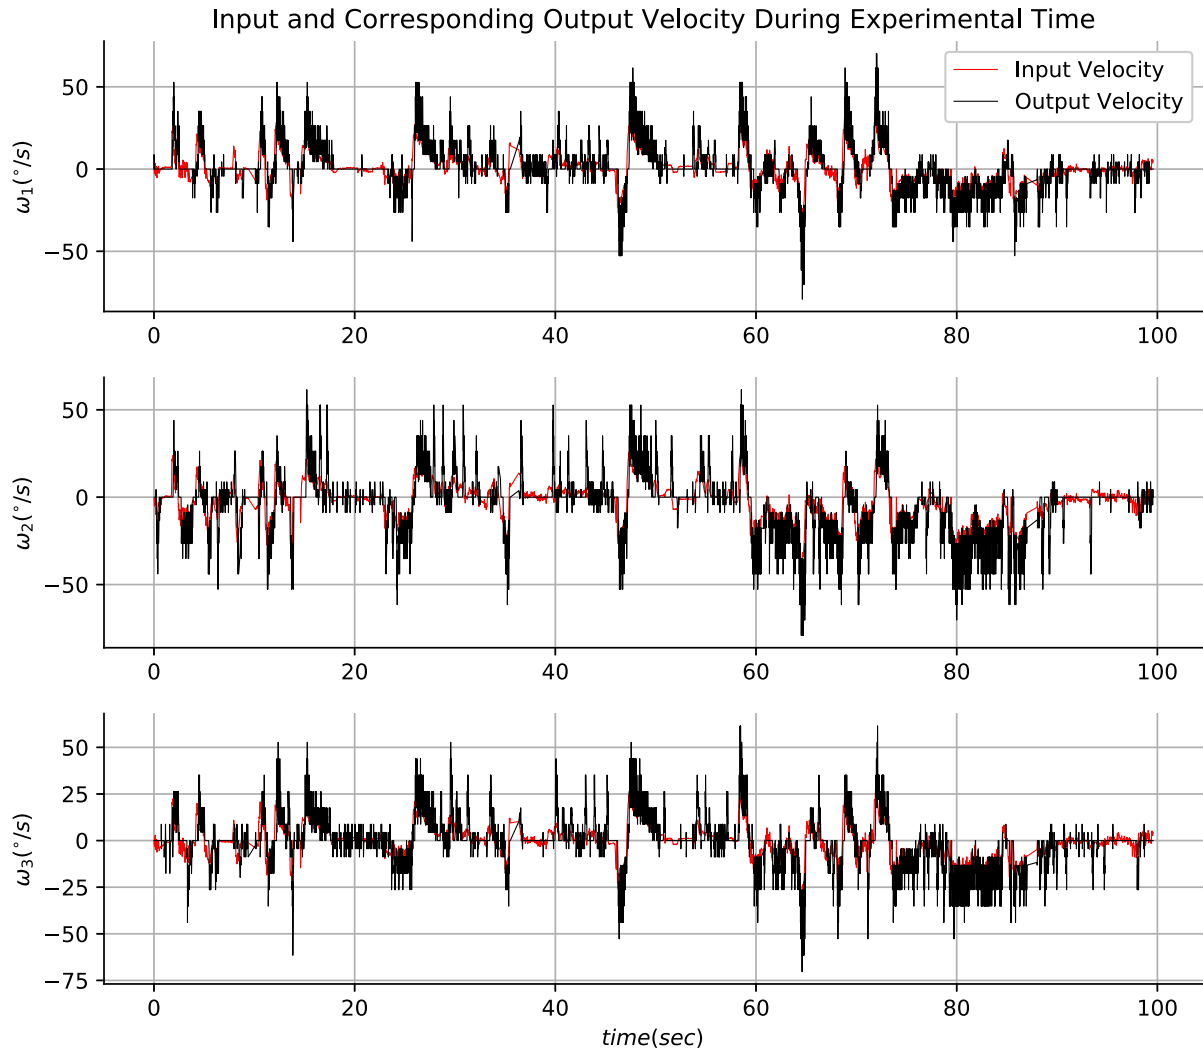 Input and Corresponding Output Velocity During Experimental Time
Input Velocity
Output Velocity
50
0
−50
ω₁(°/s)
0 20 40 60 80 100
50
0
−50
ω₂(°/s)
0 20 40 60 80 100
50
25
0
−25
−50
−75
ω₃(°/s)
0 20 40 60 80 100
time(sec)